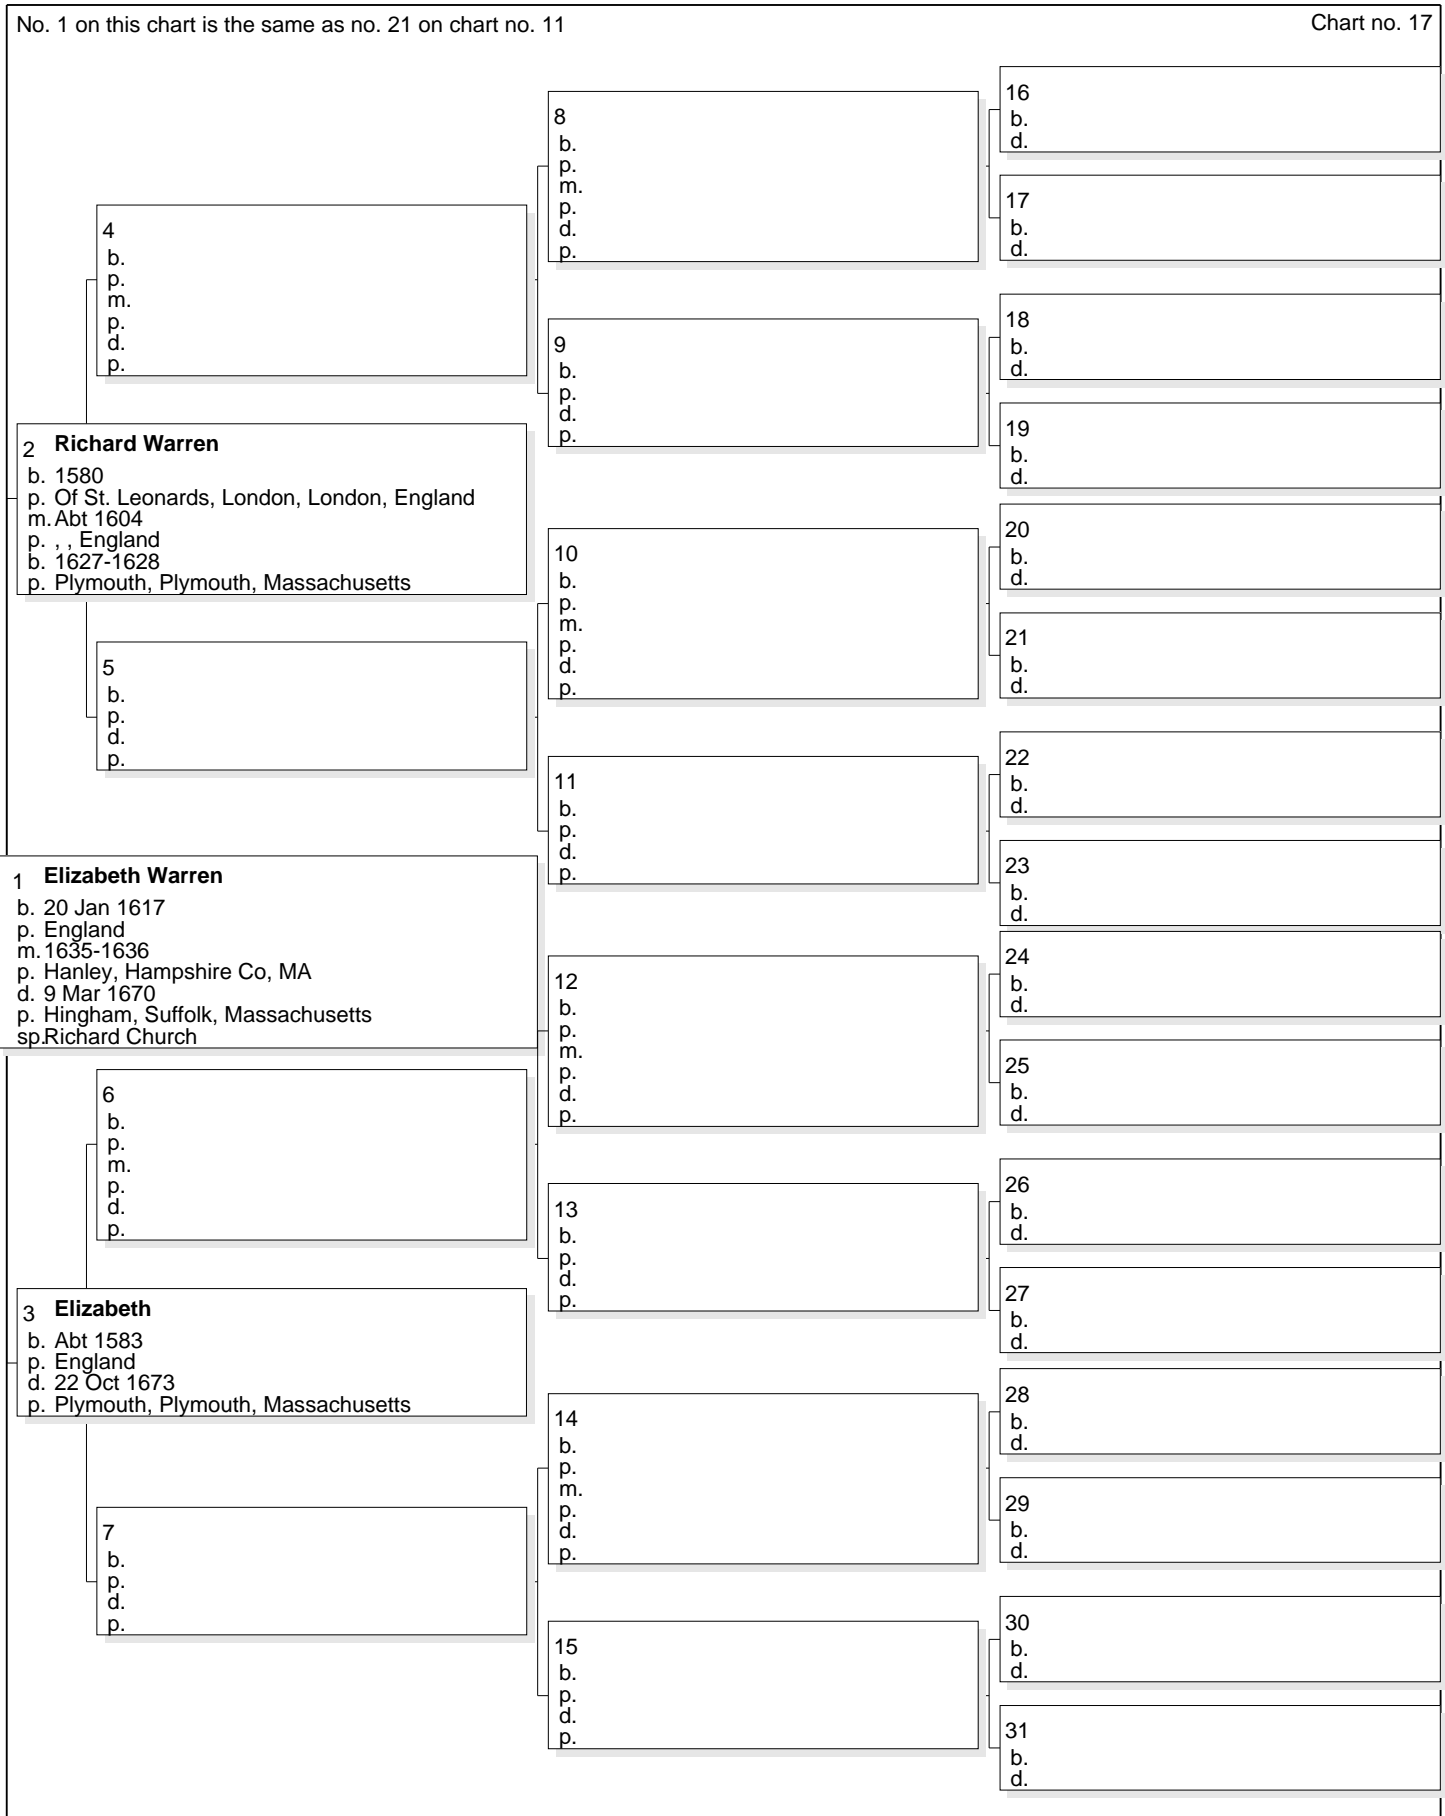 No. 1 on this chart is the same as no. 21 on chart no. 11
Chart no. 17
4
b.
p.
m.
p.
d.
p.
2 Richard Warren
b. 1580
p. Of St. Leonards, London, London, England
m. Abt 1604
p. , , England
b. 1627-1628
p. Plymouth, Plymouth, Massachusetts
5
b.
p.
d.
p.
1 Elizabeth Warren
b. 20 Jan 1617
p. England
m. 1635-1636
p. Hanley, Hampshire Co, MA
d. 9 Mar 1670
p. Hingham, Suffolk, Massachusetts
sp.Richard Church
6
b.
p.
m.
p.
d.
p.
3 Elizabeth
b. Abt 1583
p. England
d. 22 Oct 1673
p. Plymouth, Plymouth, Massachusetts
7
b.
p.
d.
p.
8
b.
p.
m.
p.
d.
p.
9
b.
p.
d.
p.
10
b.
p.
m.
p.
d.
p.
11
b.
p.
d.
p.
12
b.
p.
m.
p.
d.
p.
13
b.
p.
d.
p.
14
b.
p.
m.
p.
d.
p.
15
b.
p.
d.
p.
16
b.
d.
17
b.
d.
18
b.
d.
19
b.
d.
20
b.
d.
21
b.
d.
22
b.
d.
23
b.
d.
24
b.
d.
25
b.
d.
26
b.
d.
27
b.
d.
28
b.
d.
29
b.
d.
30
b.
d.
31
b.
d.